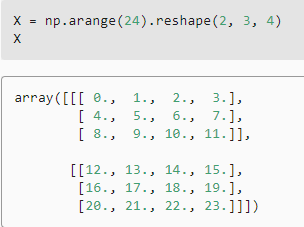 X = np.arange(24).reshape(2, 3, 4)
X
array([[[ 0.,  1.,  2.,  3.],
        [ 4.,  5.,  6.,  7.],
        [ 8.,  9., 10., 11.]],
       [[12., 13., 14., 15.],
        [16., 17., 18., 19.],
        [20., 21., 22., 23.]]])